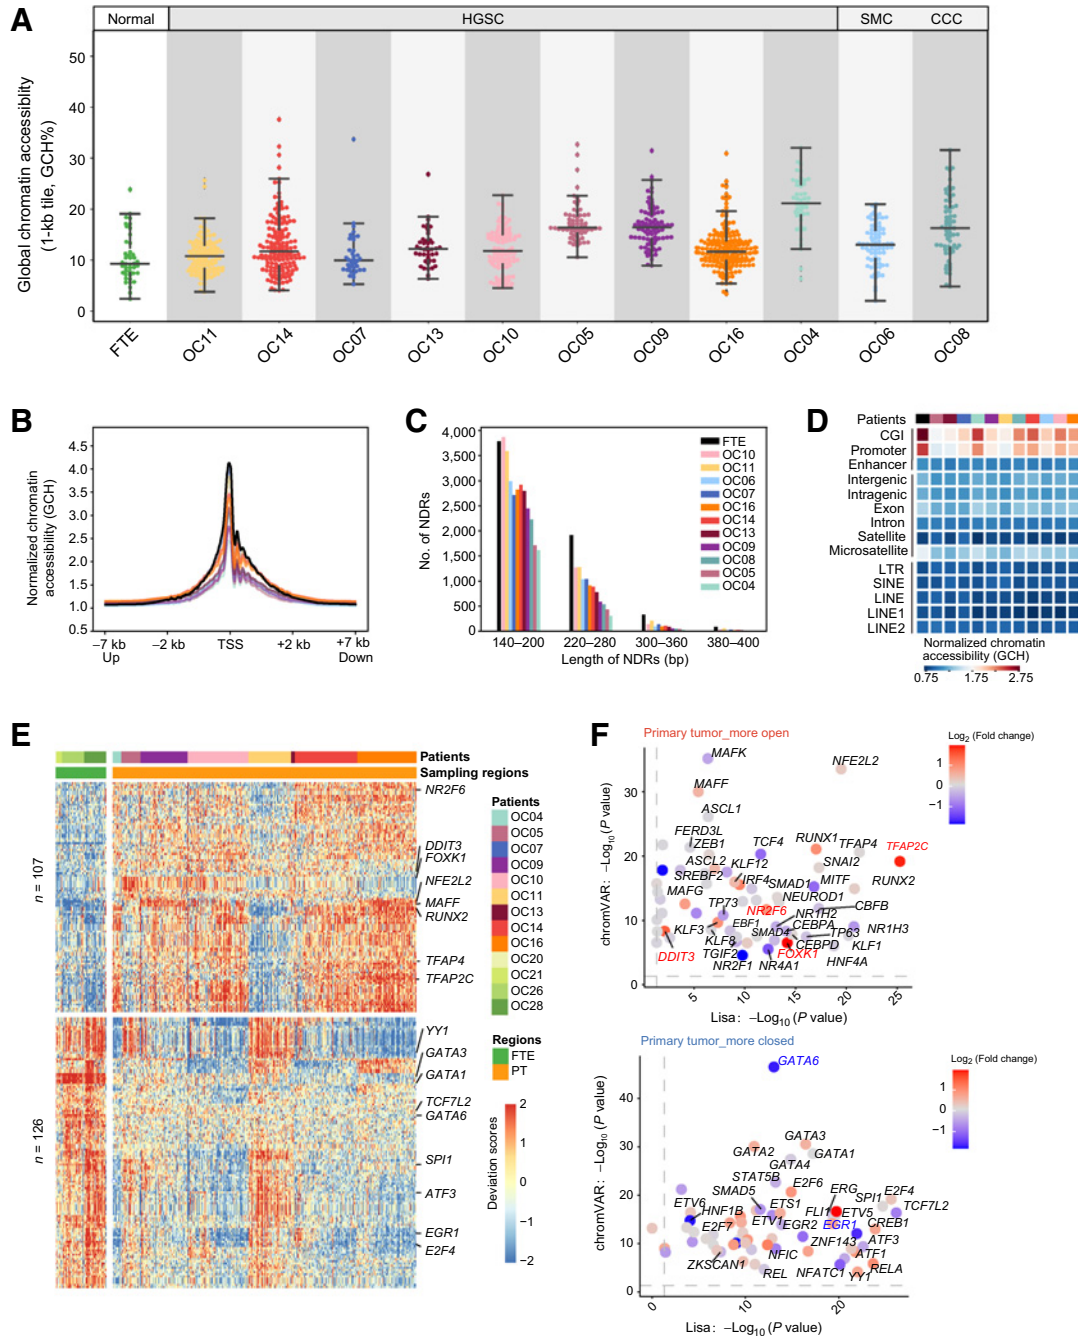 A
Normal
HGSC
SMC
CCC
Global chromatin accessiblity
(1-kb tile, GCH%)
50
40
30
20
10
0
FTE
OC11
OC14
OC07
OC13
OC10
OC05
OC09
OC16
OC04
OC06
OC08
B
Normalized chromatin
accessibility (GCH)
4.5
4.0
3.5
3.0
2.5
2.0
1.5
1.0
0.5
−7 kb
Up
−2 kb
TSS
+2 kb
+7 kb
Down
C
No. of NDRs
4,000
3,500
3,000
2,500
2,000
1,500
1,000
500
0
140–200
220–280
300–360
380–400
Length of NDRs (bp)
FTE
OC10
OC11
OC06
OC07
OC16
OC14
OC13
OC09
OC08
OC05
OC04
D
Patients
CGI
Promoter
Enhancer
Intergenic
Intragenic
Exon
Intron
Satellite
Microsatellite
LTR
SINE
LINE
LINE1
LINE2
Normalized chromatin
accessibility (GCH)
0.75
1.75
2.75
E
Patients
Sampling regions
n = 107
n = 126
NR2F6
DDIT3
FOXK1
NFE2L2
MAFF
RUNX2
TFAP4
TFAP2C
YY1
GATA3
GATA1
TCF7L2
GATA6
SPI1
ATF3
EGR1
E2F4
Patients
OC04
OC05
OC07
OC09
OC10
OC11
OC13
OC14
OC16
OC20
OC21
OC26
OC28
Regions
FTE
PT
Deviation scores
2
1
0
−1
−2
F
Primary tumor_more open
chromVAR: −Log10 (P value)
30
20
10
0
5
10
15
20
25
Lisa: −Log10 (P value)
Log2 (Fold change)
1
0
−1
MAFK
NFE2L2
MAFF
ASCL1
FERD3L
ZEB1
TCF4
RUNX1
TFAP4
TFAP2C
ASCL2
KLF12
SNAI2
SREBF2
IRF4
SMAD1
MITF
RUNX2
MAFG
NEUROD1
TP73
NR2F6
CBFB
NR1H2
KLF3
EBF1
CEBPA
NR1H3
SMAD4
TP63
KLF8
CEBPD
KLF1
DDIT3
TGIF2
FOXK1
NR2F1
NR4A1
HNF4A
Primary tumor_more closed
chromVAR: −Log10 (P value)
40
30
20
10
0
0
10
20
Lisa: −Log10 (P value)
Log2 (Fold change)
1
0
−1
GATA6
GATA3
GATA2
GATA1
GATA4
STAT5B
E2F6
SMAD5
ERG
SPI1
E2F4
ETV6
ETS1
TCF7L2
HNF1B
FLI1
ETV5
ETV1
E2F7
EGR2
EGR1
CREB1
ZNF143
ATF3
NFIC
ATF1
ZKSCAN1
REL
NFATC1
YY1
RELA